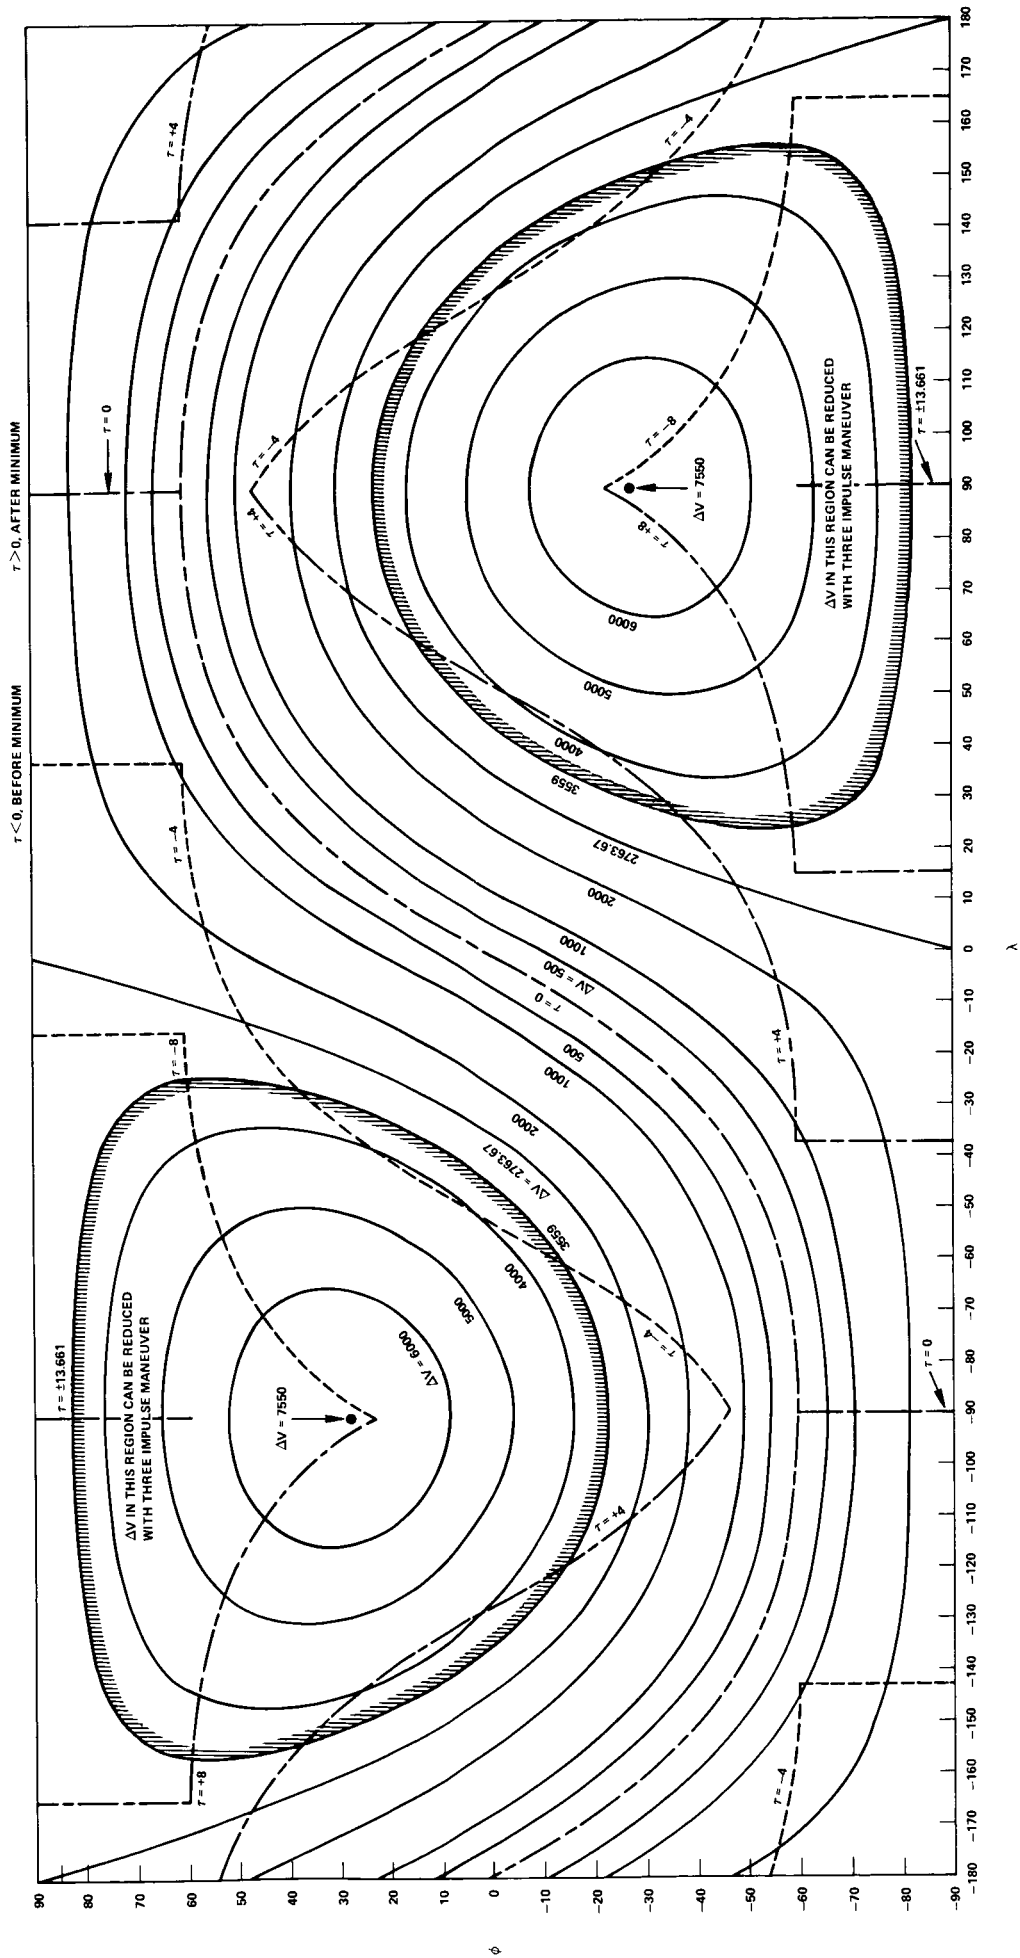 τ<0, BEFORE MINIMUM
τ>0, AFTER MINIMUM
τ = ±13.661
ΔV IN THIS REGION CAN BE REDUCED
WITH THREE IMPULSE MANEUVER
ΔV = 7550
ΔV = 6000
5000
4000
3559
ΔV = 2763.67
2000
1000
500
τ=0
ΔV = 500
1000
2000
2763.67
3559
4000
5000
6000
τ = +8
τ = −8
τ = −4
τ = 0
τ = +4
τ = +4
τ = −4
τ = +4
τ = −4
τ = −4
τ = +4
τ = −4
τ = 0
τ = +8
τ = −8
ΔV = 7550
ΔV IN THIS REGION CAN BE REDUCED
WITH THREE IMPULSE MANEUVER
τ = ±13.661
90
80
70
60
50
40
30
20
10
0
−10
−20
−30
−40
−50
−60
−70
−80
−90
ϕ
−180
−170
−160
−150
−140
−130
−120
−110
−100
−90
−80
−70
−60
−50
−40
−30
−20
−10
0
10
20
30
40
50
60
70
80
90
100
110
120
130
140
150
160
170
180
λ